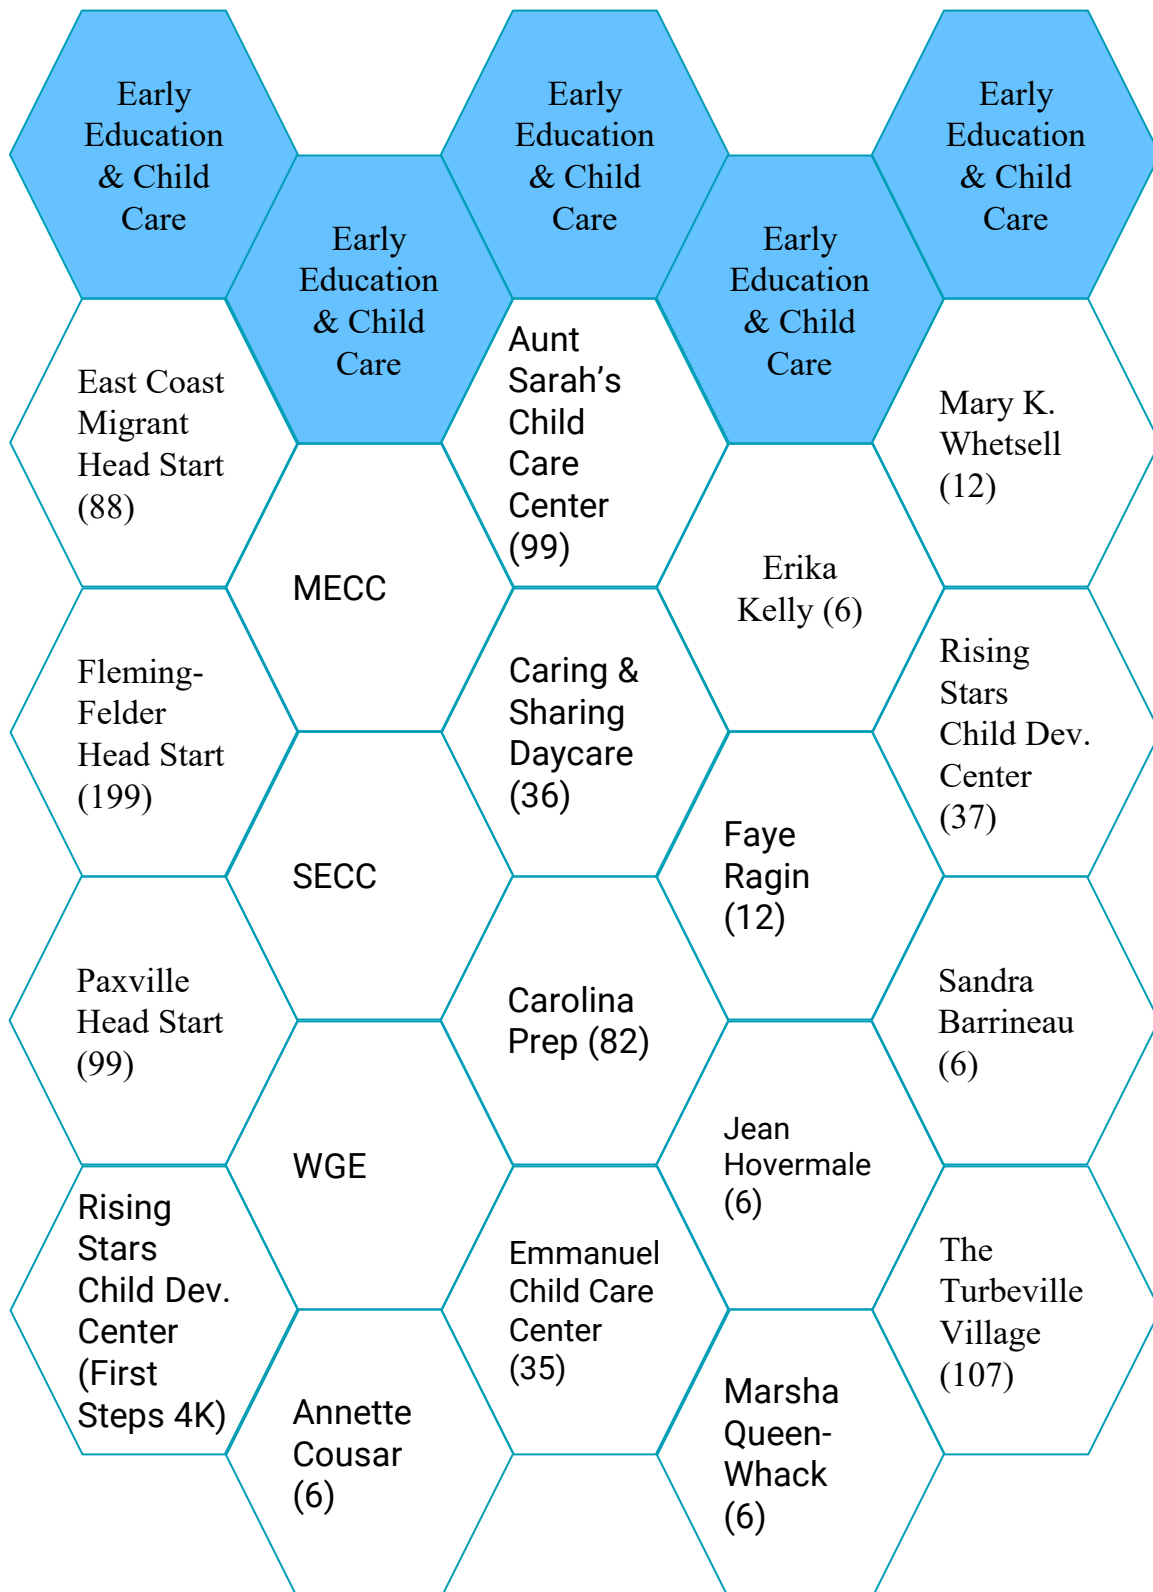 Early
Education
& Child
Care
East Coast
Migrant
Head Start
(88)
Fleming-
Felder
Head Start
(199)
Paxville
Head Start
(99)
Rising
Stars
Child Dev.
Center
(First
Steps 4K)
Early
Education
& Child
Care
MECC
SECC
WGE
Annette
Cousar
(6)
Early
Education
& Child
Care
Aunt
Sarah’s
Child
Care
Center
(99)
Caring &
Sharing
Daycare
(36)
Carolina
Prep (82)
Emmanuel
Child Care
Center
(35)
Early
Education
& Child
Care
Erika
Kelly (6)
Faye
Ragin
(12)
Jean
Hovermale
(6)
Marsha
Queen-
Whack
(6)
Early
Education
& Child
Care
Mary K.
Whetsell
(12)
Rising
Stars
Child Dev.
Center
(37)
Sandra
Barrineau
(6)
The
Turbeville
Village
(107)